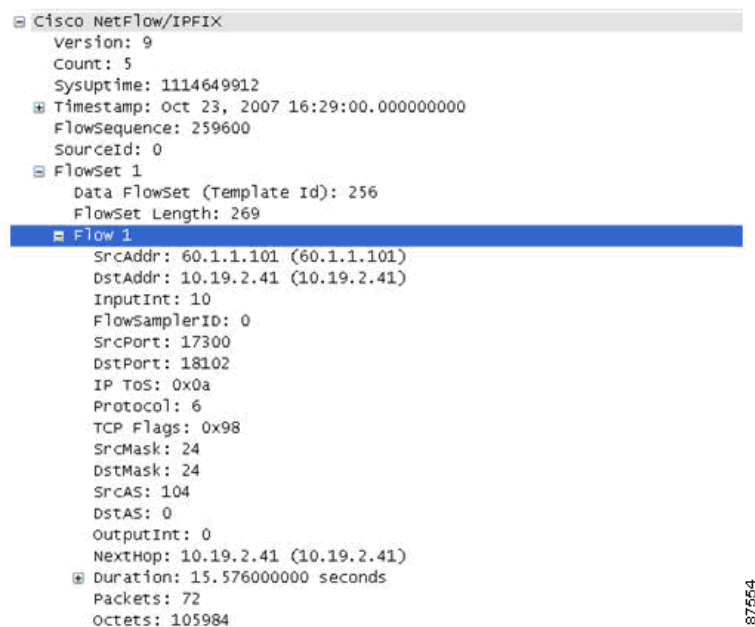 Cisco NetFlow/IPFIX
Version: 9
Count: 5
SysUptime: 1114649912
Timestamp: Oct 23, 2007 16:29:00.000000000
FlowSequence: 259600
SourceId: 0
FlowSet 1
Data FlowSet (Template Id): 256
FlowSet Length: 269
Flow 1
SrcAddr: 60.1.1.101 (60.1.1.101)
DstAddr: 10.19.2.41 (10.19.2.41)
InputInt: 10
FlowSamplerID: 0
SrcPort: 17300
DstPort: 18102
IP ToS: 0x0a
Protocol: 6
TCP Flags: 0x98
SrcMask: 24
DstMask: 24
SrcAS: 104
DstAS: 0
OutputInt: 0
NextHop: 10.19.2.41 (10.19.2.41)
Duration: 15.576000000 seconds
Packets: 72
Octets: 105984
87554